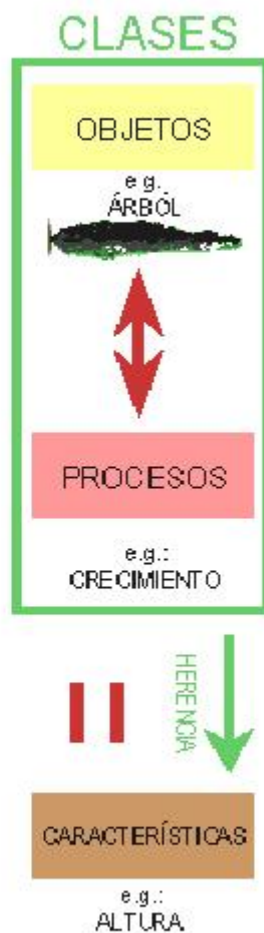 CLASES
OBJETOS
e.g.
ÁRBOL
PROCESOS
e.g.:
CRECIMIENTO
HERENCIA
CARACTERÍSTICAS
e.g.:
ALTURA